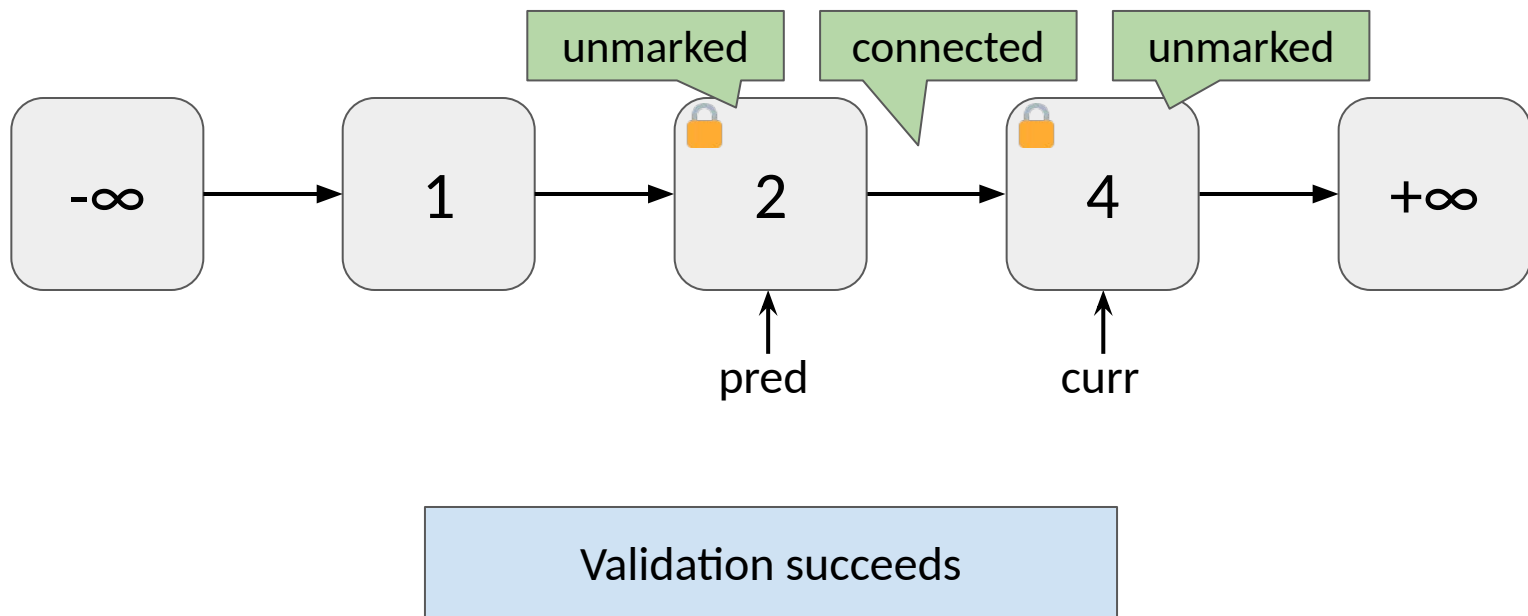 unmarked
connected
unmarked
-∞
1
2
4
+∞
pred
curr
Validation succeeds